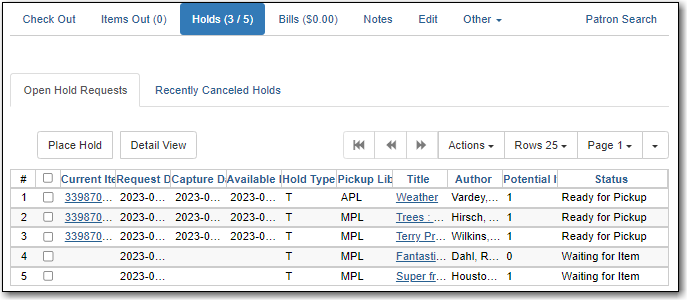 Check Out Items Out (0) Holds (3 / 5) Bills ($0.00) Notes Edit Other Patron Search
Open Hold Requests Recently Canceled Holds
Place Hold Detail View Actions Rows 25 Page 1
# Current Ite Request D Capture D Available Hold Type Pickup Lib Title Author Potential I Status
1 339870... 2023-0... 2023-0... 2023-0... T APL Weather Vardey,... 1 Ready for Pickup
2 339870... 2023-0... 2023-0... 2023-0... T MPL Trees : ... Hirsch, ... 1 Ready for Pickup
3 339870... 2023-0... 2023-0... 2023-0... T MPL Terry Pr... Wilkins,... 1 Ready for Pickup
4 2023-0... T MPL Fantasti... Dahl, R... 0 Waiting for Item
5 2023-0... T MPL Super fr... Housto... 1 Waiting for Item